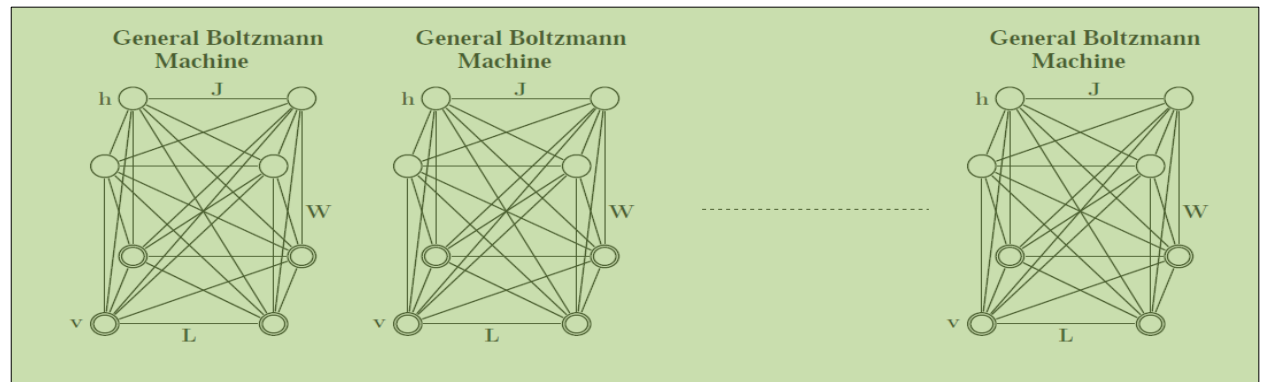 General Boltzmann
Machine
h
J
W
v
L
General Boltzmann
Machine
h
J
W
v
L
General Boltzmann
Machine
h
J
W
v
L